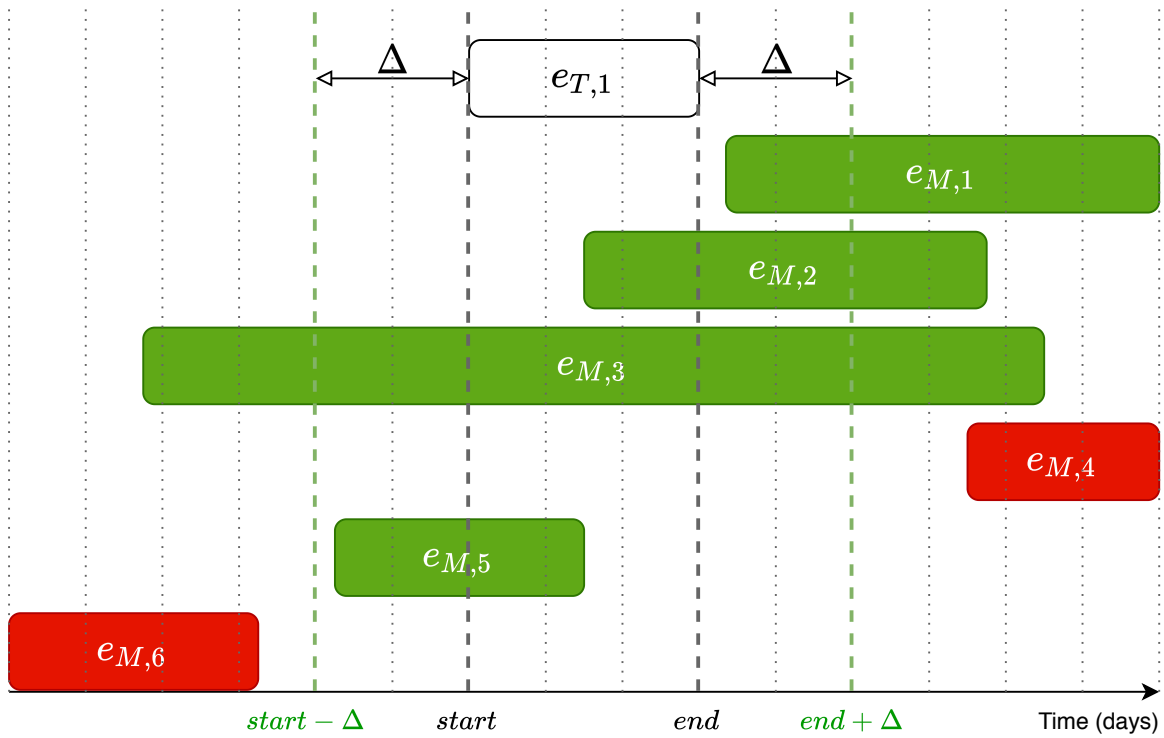 Δ Δ
e_{T,1}
e_{M,1}
e_{M,2}
e_{M,3}
e_{M,4}
e_{M,5}
e_{M,6}
start − Δ start end end + Δ Time (days)